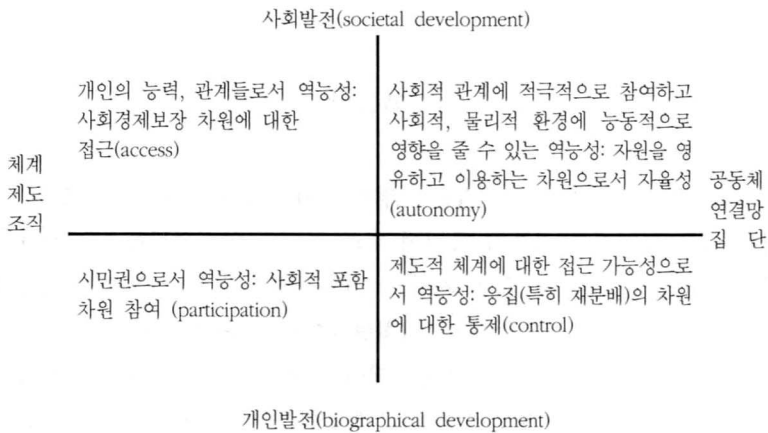 사회발전(societal development)
개인의 능력, 관계들로서 역능성:
사회경제보장 차원에 대한
접근(access)
사회적 관계에 적극적으로 참여하고
사회적, 물리적 환경에 능동적으로
영향을 줄 수 있는 역능성: 자원을 영
유하고 이용하는 차원으로서 자율성
(autonomy)
체계
제도
조직
공동체
연결망
집 단
시민권으로서 역능성: 사회적 포함
차원 참여 (participation)
제도적 체계에 대한 접근 가능성으로
서 역능성: 응집(특히 재분배)의 차원
에 대한 통제(control)
개인발전(biographical development)